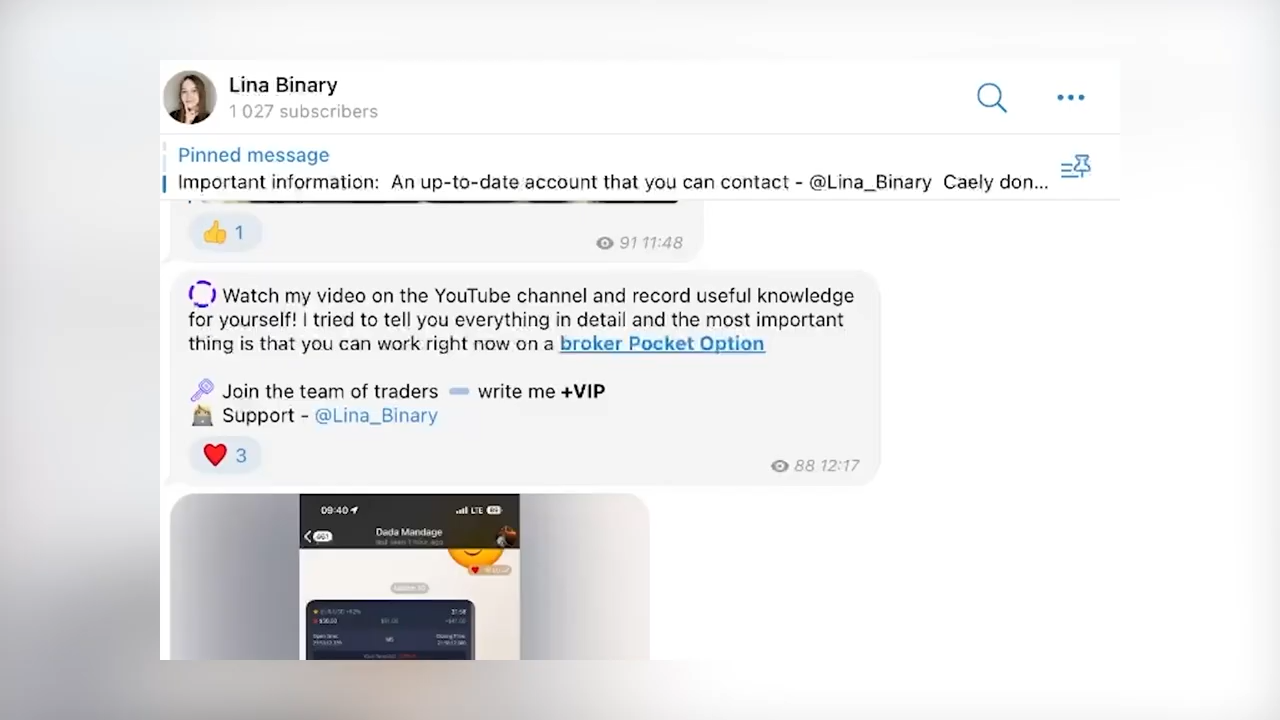 Lina Binary
1 027 subscribers
Pinned message
Important information: An up-to-date account that you can contact - @Lina_Binary Caely don...
1
91 11:48
Watch my video on the YouTube channel and record useful knowledge
for yourself! I tried to tell you everything in detail and the most important
thing is that you can work right now on a broker Pocket Option
Join the team of traders write me +VIP
Support - @Lina_Binary
3
88 12:17
09:40 LTE
Dada Mandage